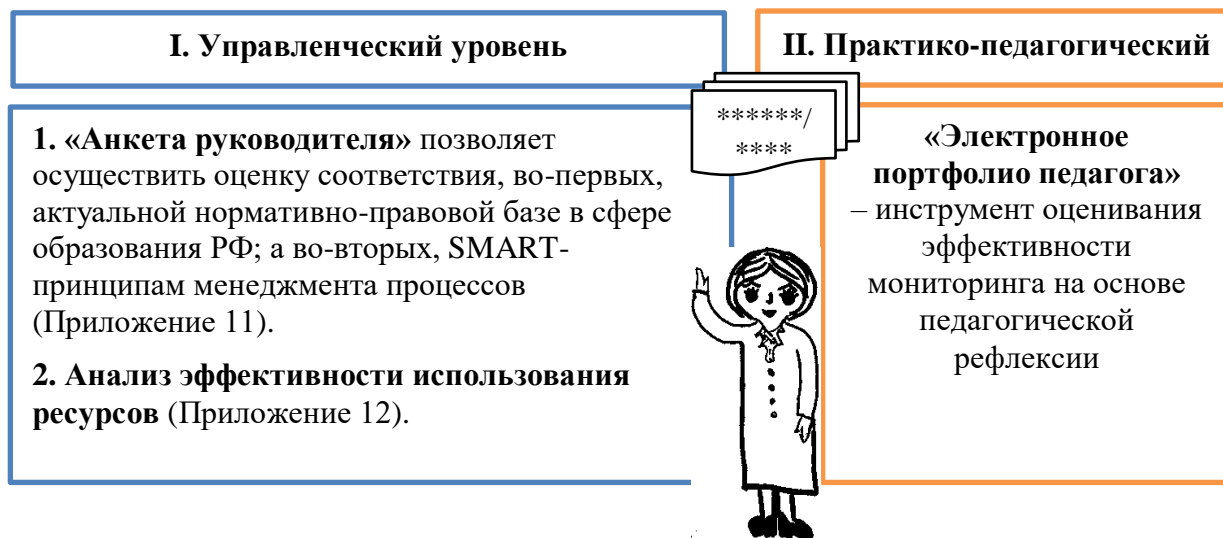 I. Управленческий уровень
II. Практико-педагогический
******/
****
1. «Анкета руководителя» позволяет
осуществить оценку соответствия, во-первых,
актуальной нормативно-правовой базе в сфере
образования РФ; а во-вторых, SMART-
принципам менеджмента процессов
(Приложение 11).
2. Анализ эффективности использования
ресурсов (Приложение 12).
«Электронное
портфолио педагога»
– инструмент оценивания
эффективности
мониторинга на основе
педагогической
рефлексии